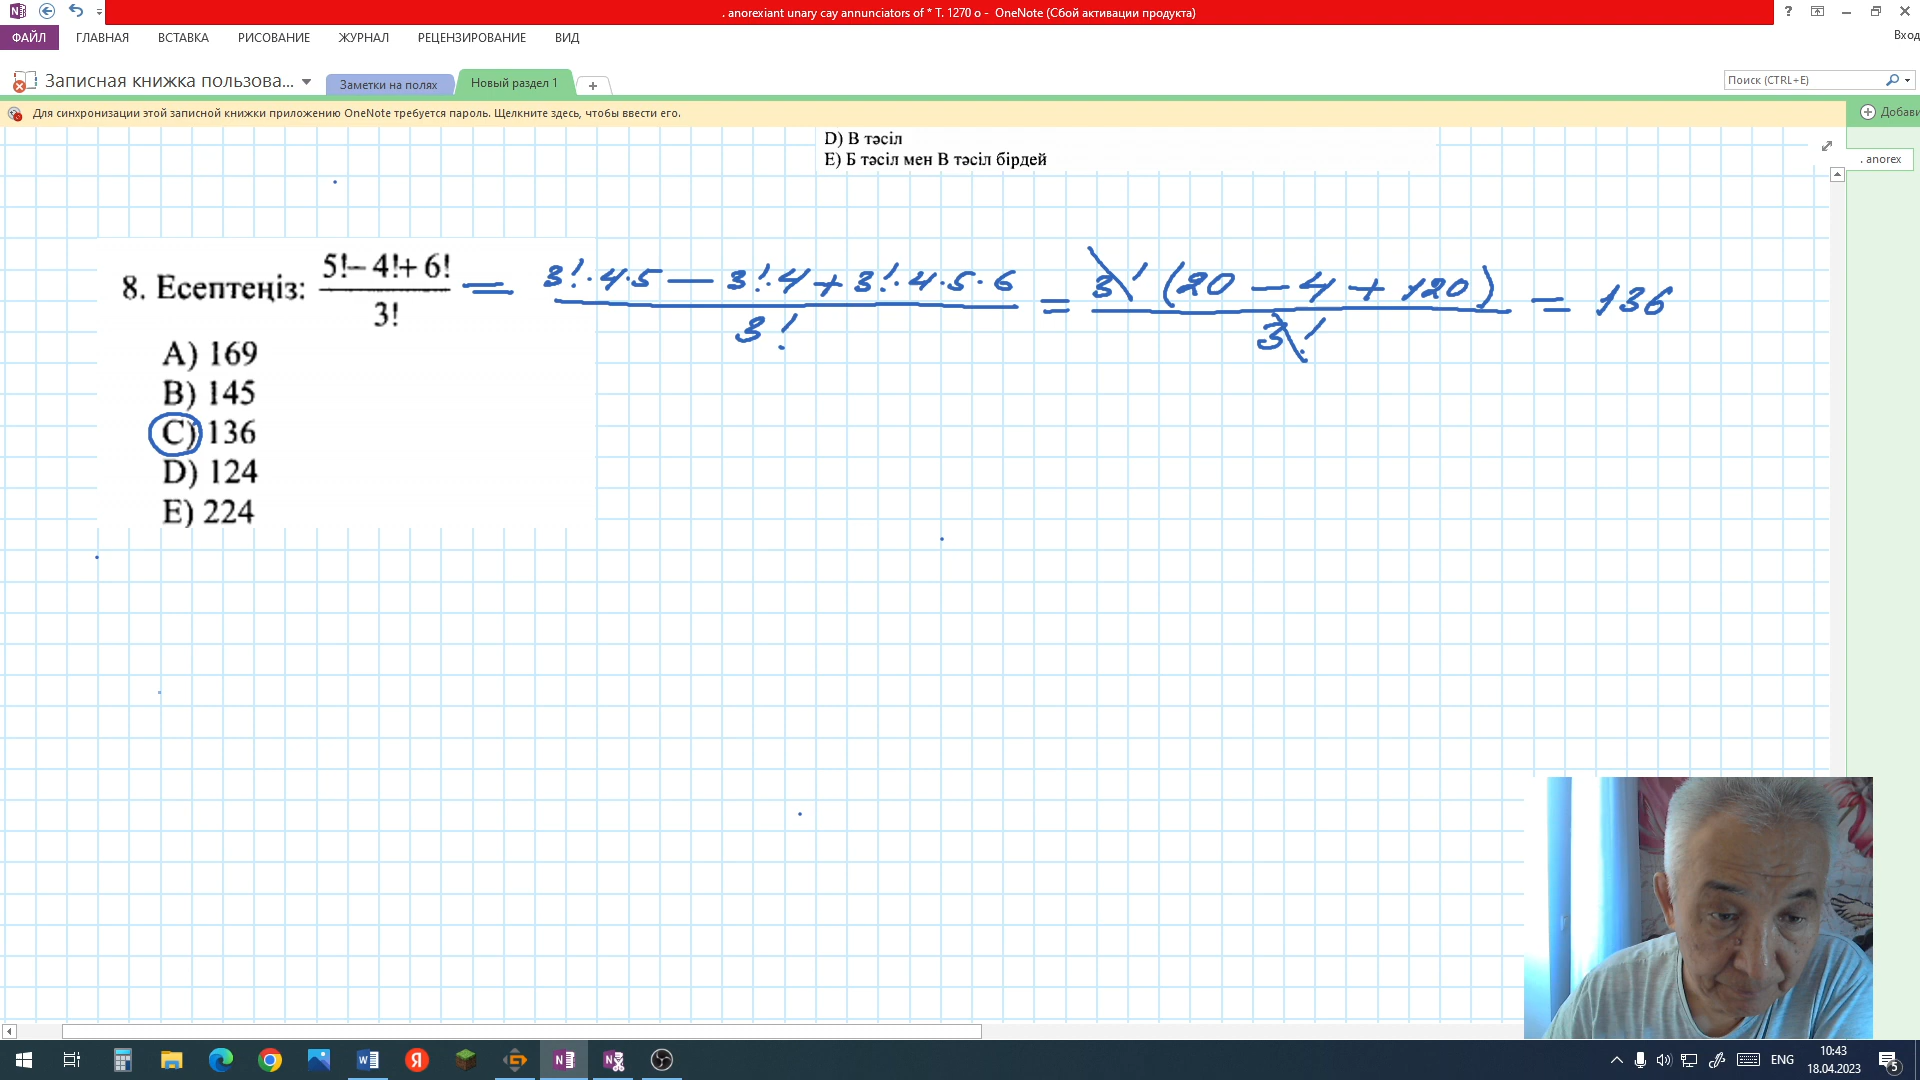 . anorexiant unary cay annunciators of * T. 1270 o - OneNote (Сбой активации продукта)
ФАЙЛ ГЛАВНАЯ ВСТАВКА РИСОВАНИЕ ЖУРНАЛ РЕЦЕНЗИРОВАНИЕ ВИД Вход
Записная книжка пользова... Заметки на полях Новый раздел 1 Поиск (CTRL+E)
Для синхронизации этой записной книжки приложению OneNote требуется пароль. Щелкните здесь, чтобы ввести его. Добави
. anorex
D) В тәсіл
E) Б тәсіл мен В тәсіл бірдей
8. Есептеңіз: (5!– 4!+ 6!)/3! = (3!·4·5 — 3!·4 + 3!·4·5·6)/3! = 3!(20 – 4 + 120)/3! = 136
A) 169
B) 145
C) 136
D) 124
E) 224
ENG 10:43
18.04.2023 5